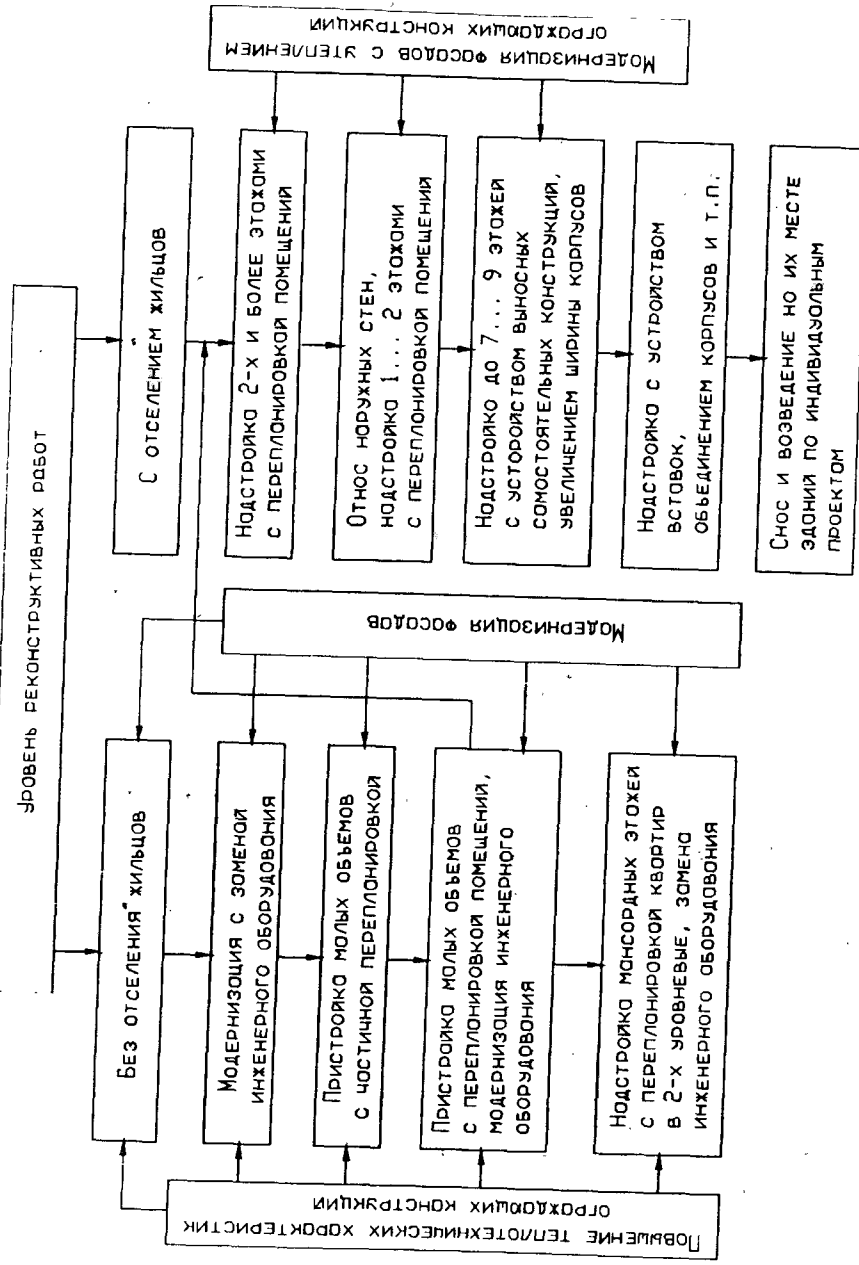 Уровень реконструктивных работ
Без отселения жильцов
Модернизация с заменой
инженерного оборудования
Пристройка малых объемов
с частичной перепланировкой
Пристройка малых объемов
с перепланировкой помещений,
модернизация инженерного
оборудования
Надстройка мансардных этажей
с перепланировкой квартир
в 2-х уровневые, замена
инженерного оборудования
Повышение теплотехнических характеристик
ограждающих конструкций
Модернизация фасадов
С отселением жильцов
Надстройка 2-х и более этажами
с перепланировкой помещений
Относ наружных стен,
надстройка 1... 2 этажами
с перепланировкой помещений
Надстройка до 7... 9 этажей
с усторойством выносных
самостоятельных конструкций,
увеличением ширины корпусов
Надстройка с устройством
вставок,
объединением корпусов и т.п.
Снос и возведение но их месте
зданий по индивидуальным
проектам
Модернизация фасадов с утеплением
ограждающих конструкций